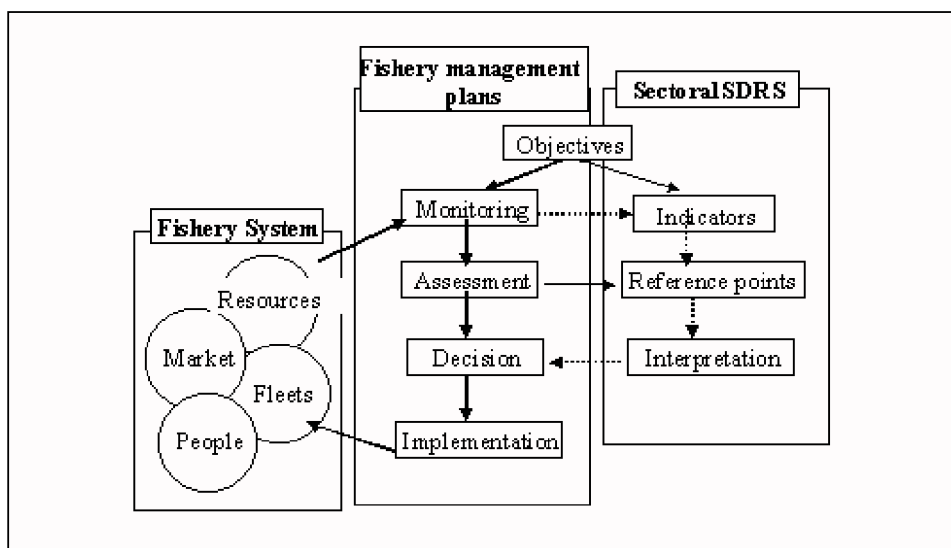 Fishery management
plans
Sectoral SDRS
Objectives
Monitoring
Indicators
Fishery System
Resources
Assessment
Reference points
Market
Decision
Interpretation
Fleets
People
Implementation